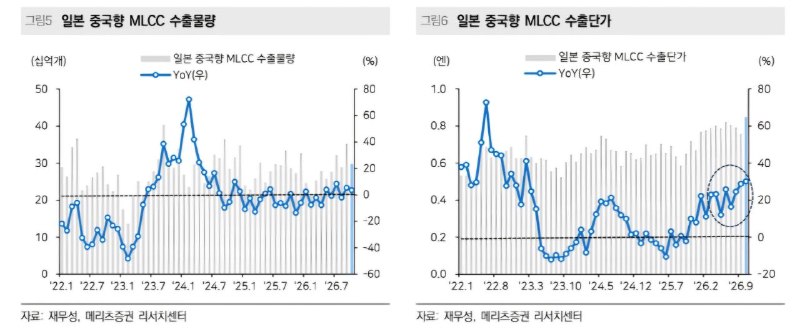 그림5 일본 중국향 MLCC 수출물량
(십억개)
일본 중국향 MLCC 수출물량
YoY(우)
(%)
50
40
30
20
10
0
80
60
40
20
0
-20
-40
-60
'22.1 '22.7 '23.1 '23.7 '24.1 '24.7 '25.1 '25.7 '26.1 '26.7
자료: 재무성, 메리츠증권 리서치센터
그림6 일본 중국향 MLCC 수출단가
(엔)
일본 중국향 MLCC 수출단가
YoY(우)
(%)
1.0
0.8
0.6
0.4
0.2
0.0
80
60
40
20
0
-20
'22.1 '22.8 '23.3 '23.10 '24.5 '24.12 '25.7 '26.2 '26.9
자료: 재무성, 메리츠증권 리서치센터